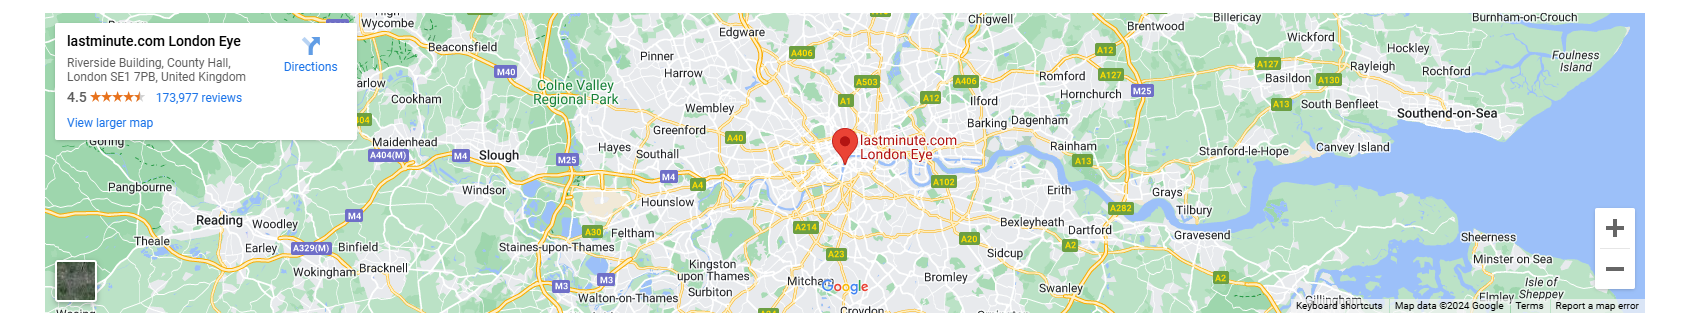 lastminute.com London Eye
Riverside Building, County Hall,
London SE1 7PB, United Kingdom
4.5
173,977 reviews
View larger map
Directions
High
Wycombe
Beaconsfield
M40
Edgware
A406
Chigwell
Brentwood
Billericay
Burnham-on-Crouch
Wickford
Hockley
Foulness
Island
Pinner
Harrow
A503
A406
Romford
A12
A127
A127
Basildon
A130
Rayleigh
Rochford
Colne Valley
Regional Park
Cookham
Wembley
A1
A12
Ilford
Hornchurch
M25
A13
South Benfleet
Southend-on-Sea
Maidenhead
Greenford
A40
Barking
Dagenham
Goring
A404(M)
M4
Slough
M25
Hayes
Southall
lastminute.com
London Eye
Rainham
A13
Stanford-le-Hope
Canvey Island
Pangbourne
Windsor
M4
A4
A102
Erith
Grays
Reading
Woodley
M4
Hounslow
A282
Tilbury
Theale
Earley
A329(M)
Binfield
A30
Feltham
A214
Bexleyheath
Dartford
Gravesend
Staines-upon-Thames
A23
A20
A2
Sidcup
Sheerness
Wokingham
Bracknell
Kingston
upon Thames
Bromley
A2
Minster on Sea
M3
M3
Surbiton
Google
Swanley
Isle of
Sheppey
Walton-on-Thames
Croydon
Gillingham
Elmley
Keyboard shortcuts
Map data ©2024 Google
Terms
Report a map error